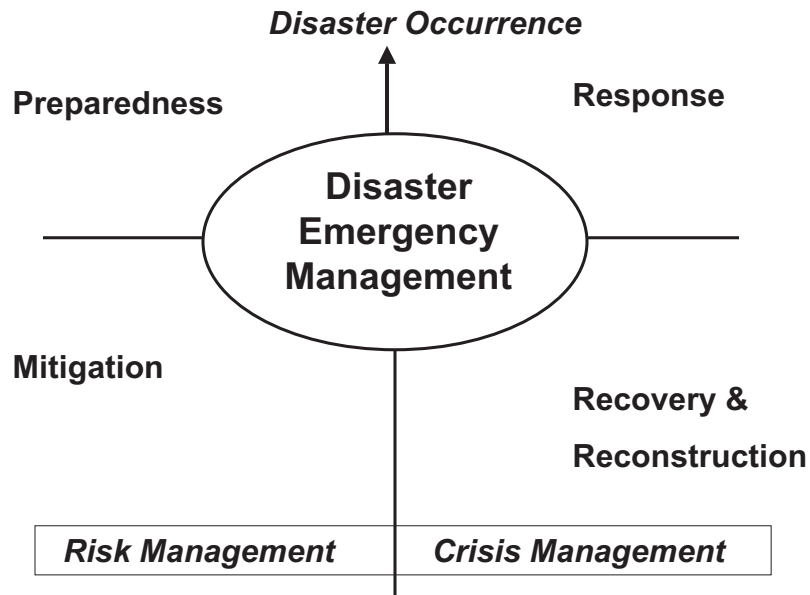 Disaster Occurrence
Preparedness
Response
Disaster
Emergency
Management
Mitigation
Recovery &
Reconstruction
Risk Management
Crisis Management